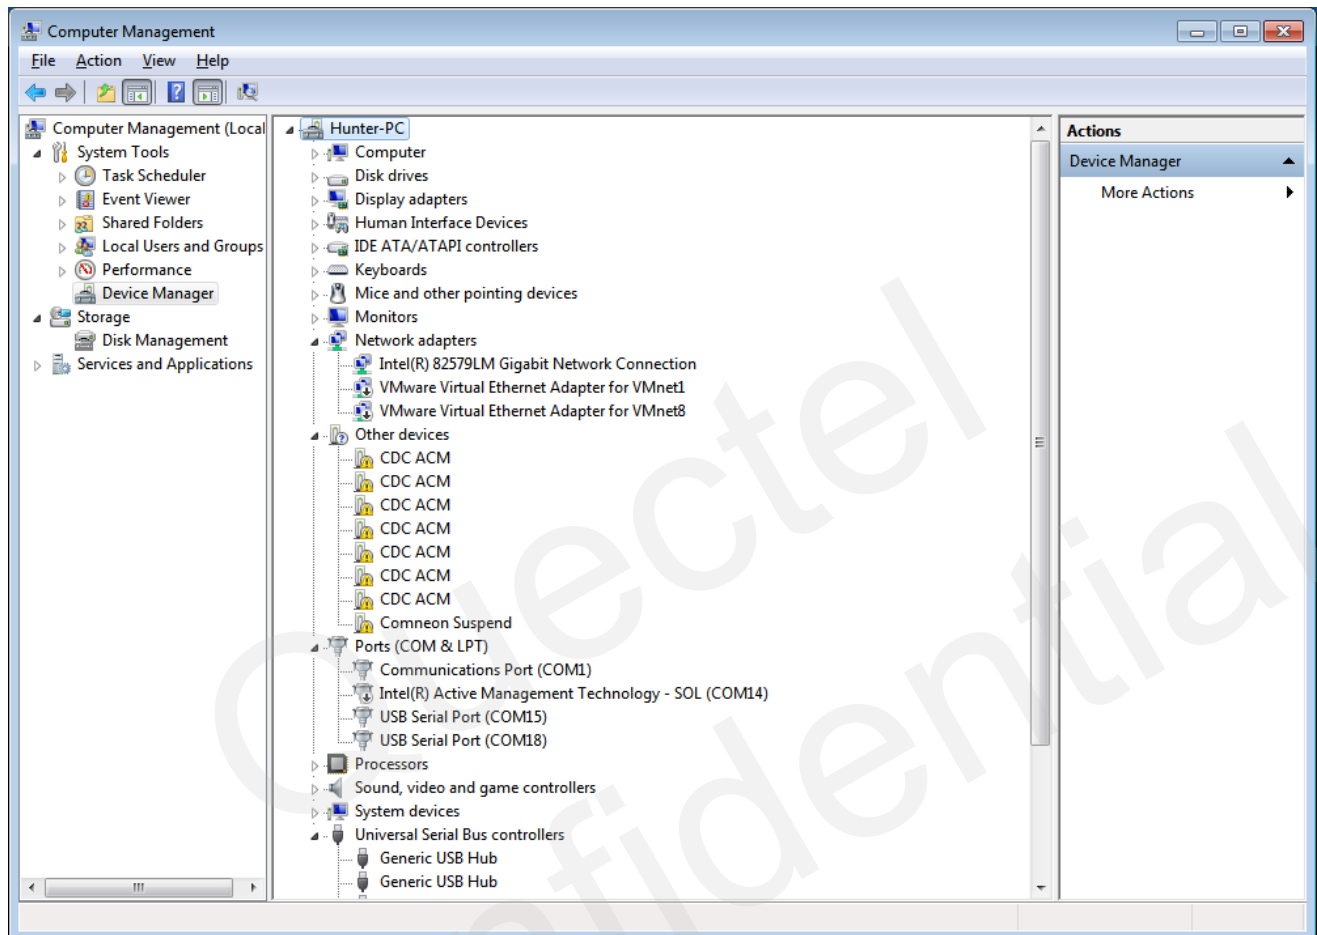 Computer Management
File Action View Help
Computer Management (Local
System Tools
Task Scheduler
Event Viewer
Shared Folders
Local Users and Groups
Performance
Device Manager
Storage
Disk Management
Services and Applications
Hunter-PC
Computer
Disk drives
Display adapters
Human Interface Devices
IDE ATA/ATAPI controllers
Keyboards
Mice and other pointing devices
Monitors
Network adapters
Intel(R) 82579LM Gigabit Network Connection
VMware Virtual Ethernet Adapter for VMnet1
VMware Virtual Ethernet Adapter for VMnet8
Other devices
CDC ACM
CDC ACM
CDC ACM
CDC ACM
CDC ACM
CDC ACM
CDC ACM
Comneon Suspend
Ports (COM & LPT)
Communications Port (COM1)
Intel(R) Active Management Technology - SOL (COM14)
USB Serial Port (COM15)
USB Serial Port (COM18)
Processors
Sound, video and game controllers
System devices
Universal Serial Bus controllers
Generic USB Hub
Generic USB Hub
Actions
Device Manager
More Actions
Quectel
nfidential